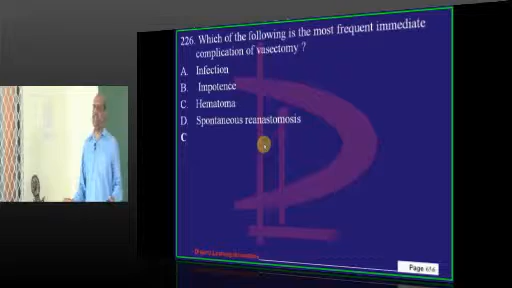 226. Which of the following is the most frequent immediate
complication of vasectomy ?
A. Infection
B. Impotence
C. Hematoma
D. Spontaneous reanastomosis
C
Page 616